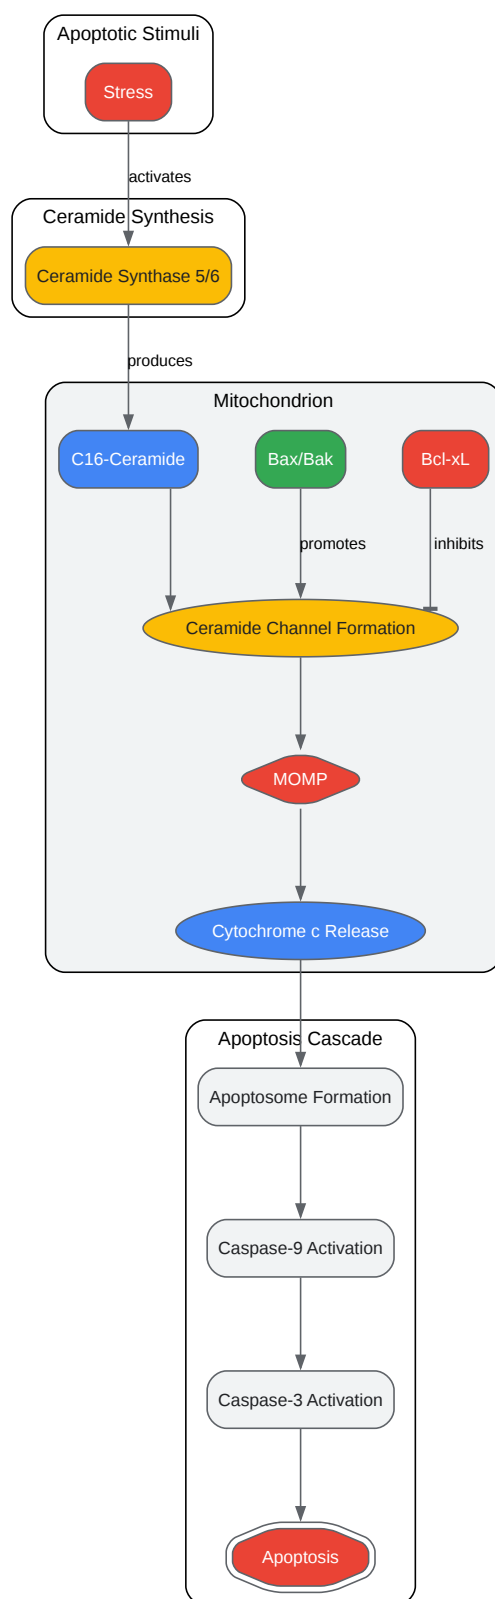 Apoptotic Stimuli
Stress
activates
Ceramide Synthesis
Ceramide Synthase 5/6
produces
Mitochondrion
C16-Ceramide
Bax/Bak
Bcl-xL
promotes
inhibits
Ceramide Channel Formation
MOMP
Cytochrome c Release
Apoptosis Cascade
Apoptosome Formation
Caspase-9 Activation
Caspase-3 Activation
Apoptosis